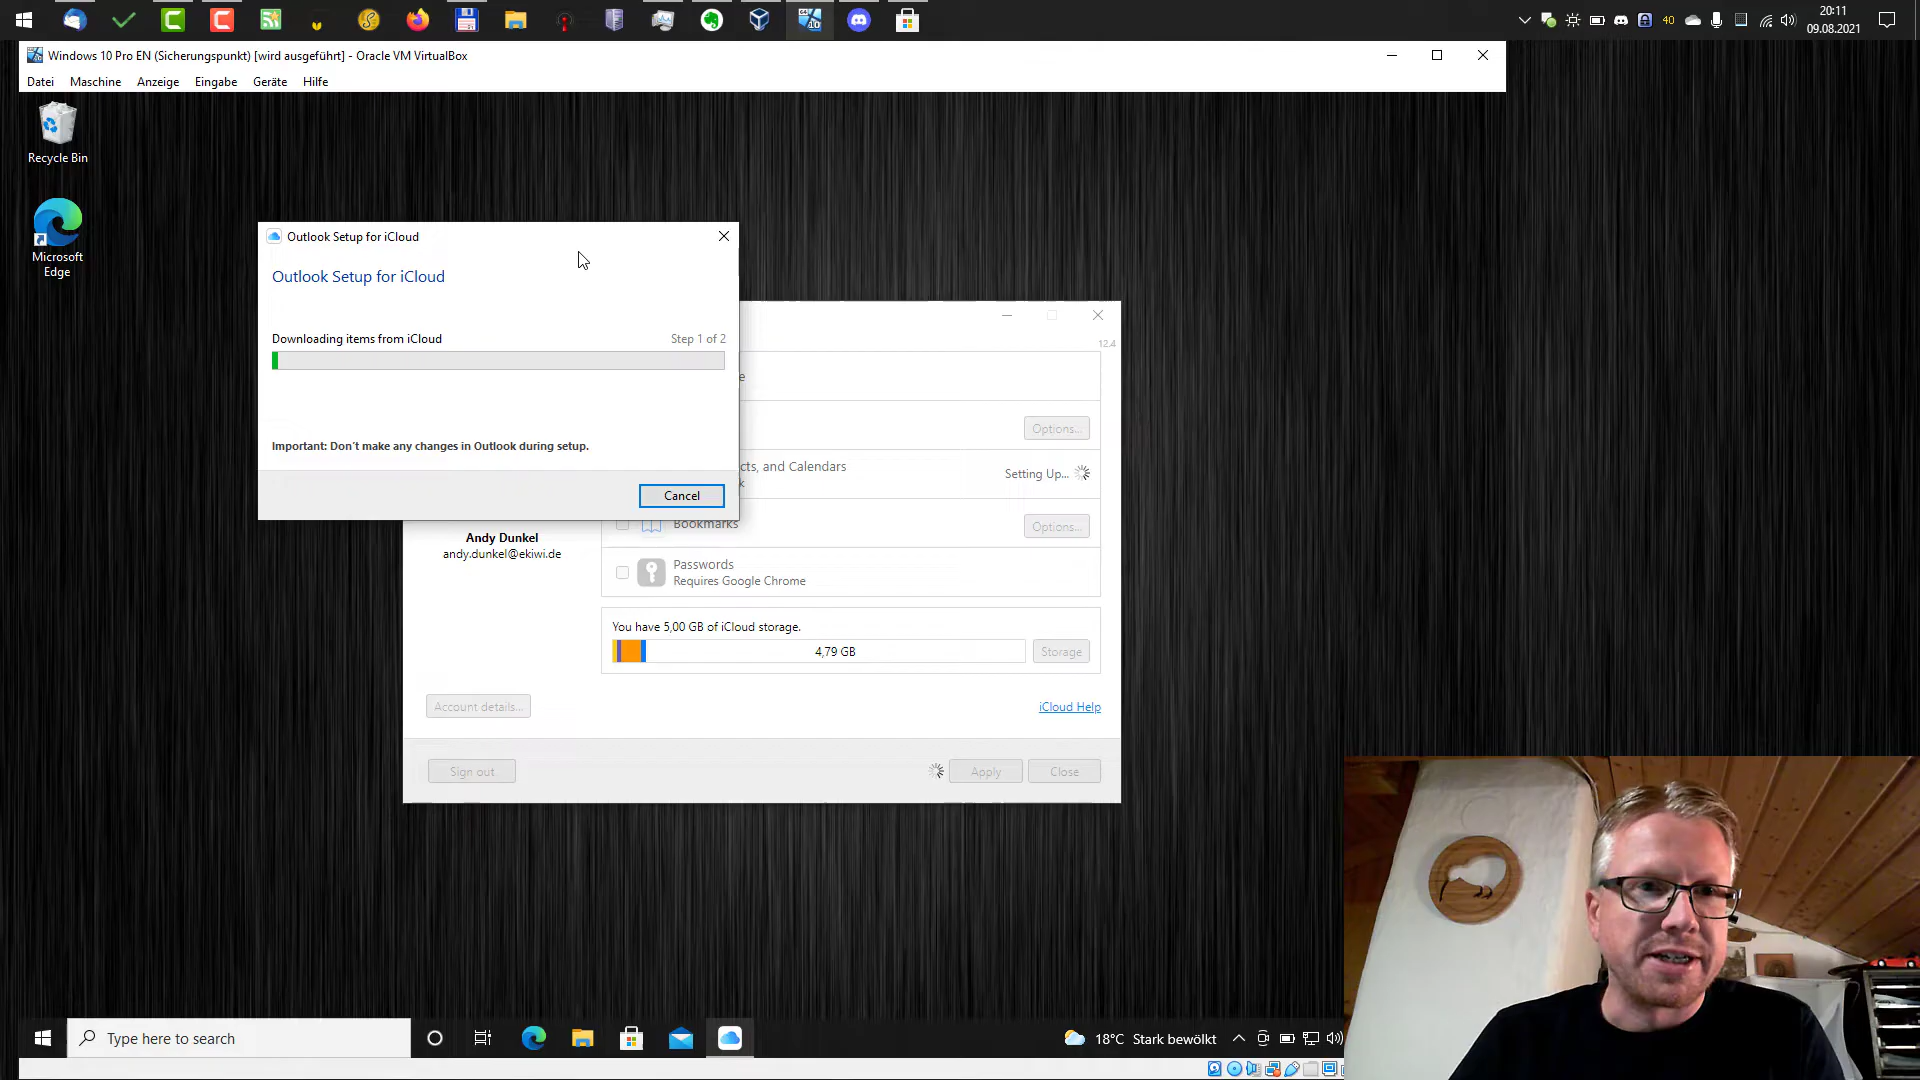 20:11
09.08.2021
40
Windows 10 Pro EN (Sicherungspunkt) [wird ausgeführt] - Oracle VM VirtualBox
Datei Maschine Anzeige Eingabe Geräte Hilfe
Recycle Bin
Microsoft
Edge
Outlook Setup for iCloud
Outlook Setup for iCloud
Downloading items from iCloud Step 1 of 2
Important: Don't make any changes in Outlook during setup.
Cancel
12.4
e
Options...
cts, and Calendars
k
Setting Up...
Bookmarks
Options...
Andy Dunkel
andy.dunkel@ekiwi.de
Passwords
Requires Google Chrome
You have 5,00 GB of iCloud storage.
4,79 GB
Storage
Account details...
iCloud Help
Sign out
Apply
Close
Type here to search
18°C Stark bewölkt